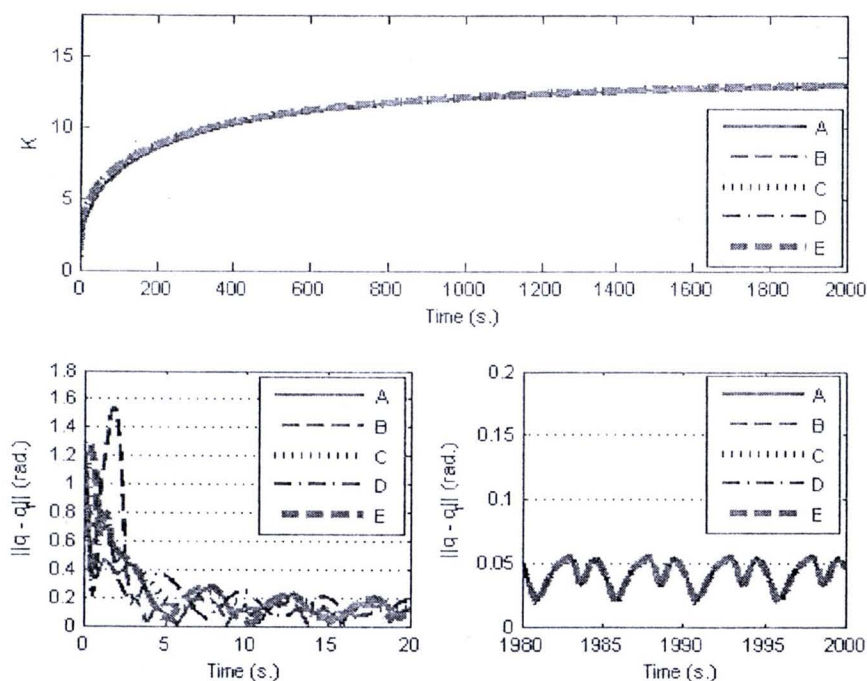 15
10
5
0
K
A
B
C
D
E
0 200 400 600 800 1000 1200 1400 1600 1800 2000
Time (s.)
1.8
1.6
1.4
1.2
1
0.8
0.6
0.4
0.2
0
||q - q|| (rad.)
A
B
C
D
E
0 5 10 15 20
Time (s.)
0.2
0.15
0.1
0.05
0
||q - q|| (rad.)
A
B
C
D
E
1980 1985 1990 1995 2000
Time (s.)